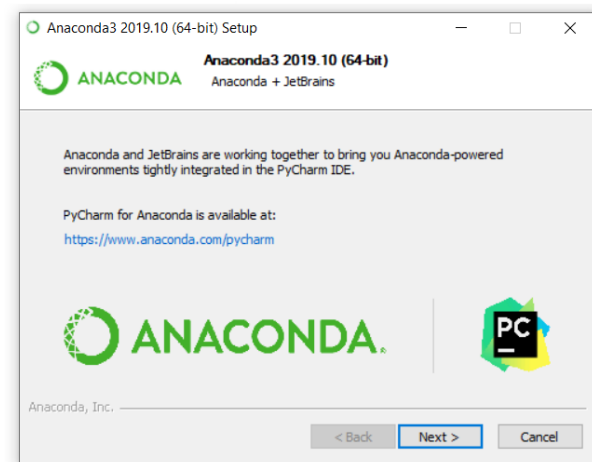 Anaconda3 2019.10 (64-bit) Setup
Anaconda3 2019.10 (64-bit)
ANACONDA
Anaconda + JetBrains
Anaconda and JetBrains are working together to bring you Anaconda-powered
environments tightly integrated in the PyCharm IDE.
PyCharm for Anaconda is available at:
https://www.anaconda.com/pycharm
ANACONDA.
PC
Anaconda, Inc.
< Back Next > Cancel